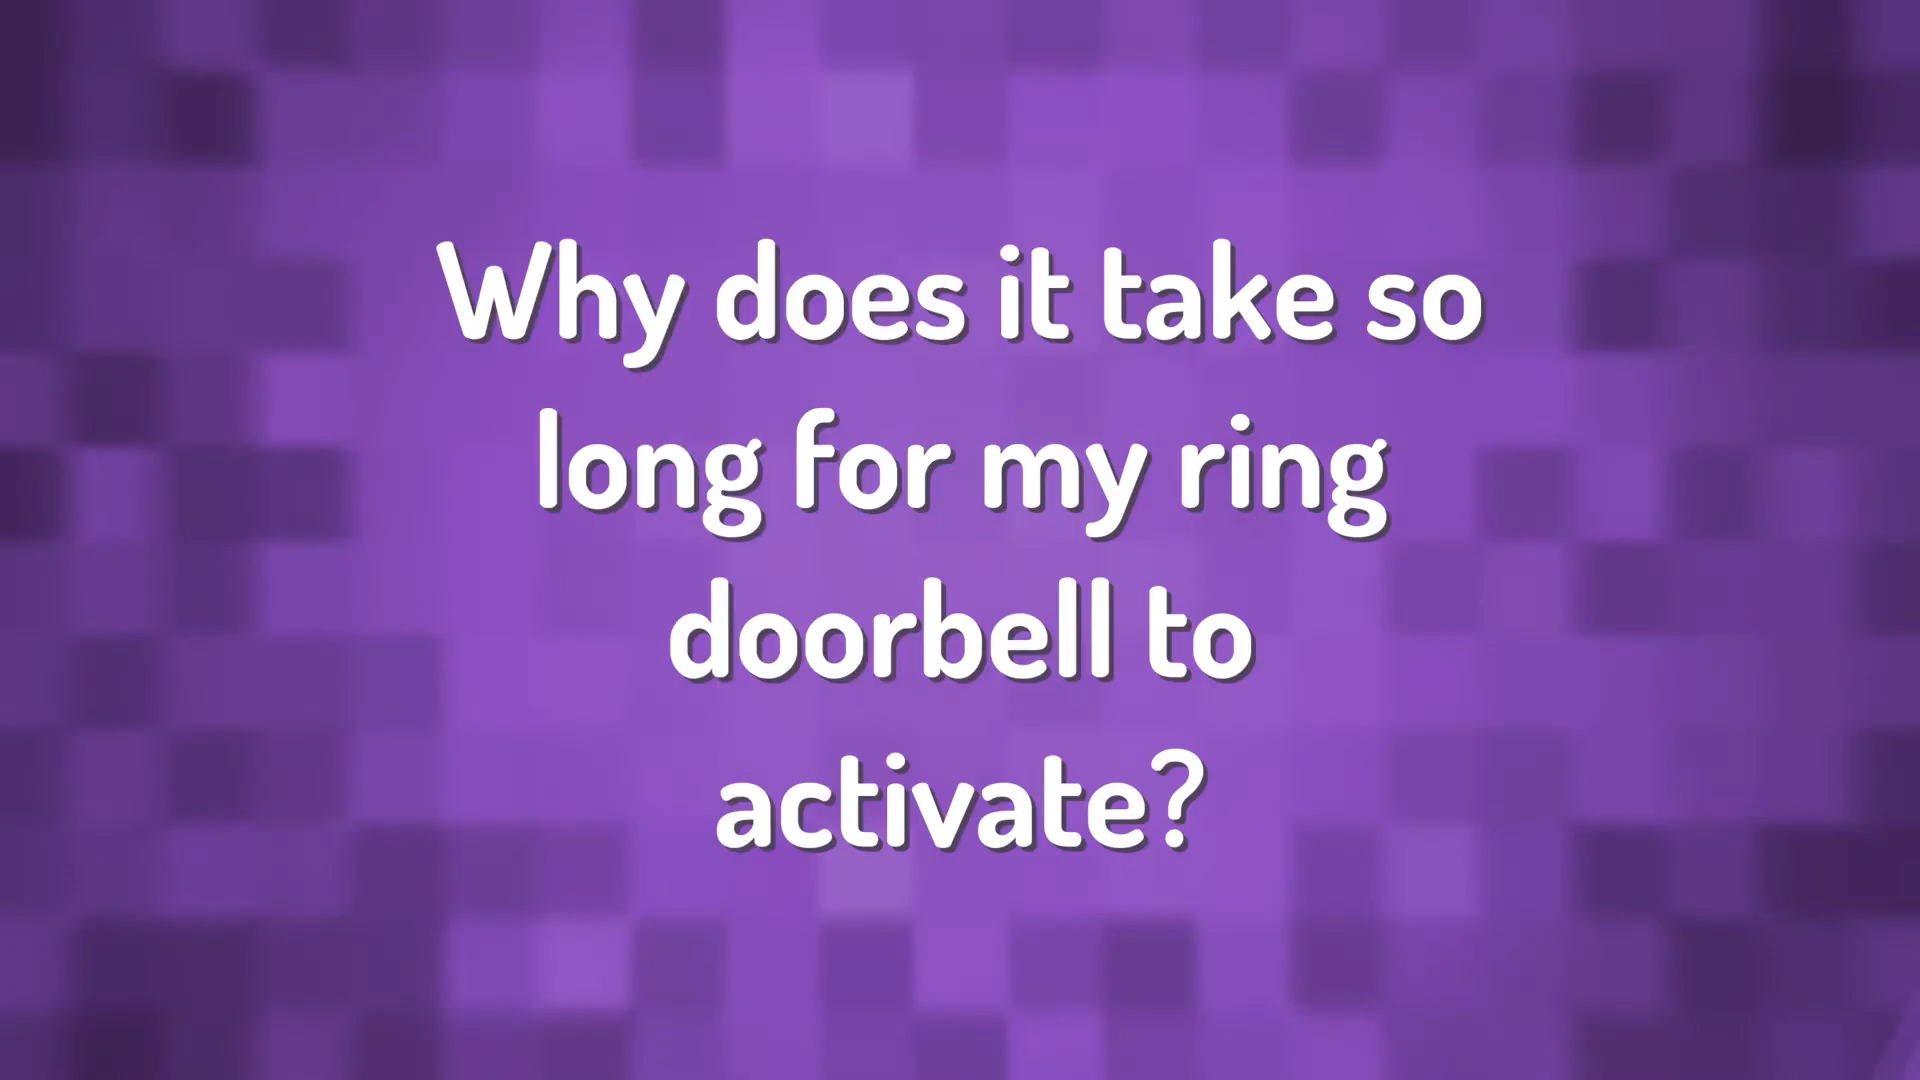 Why does it take so
long for my ring
doorbell to
activate?